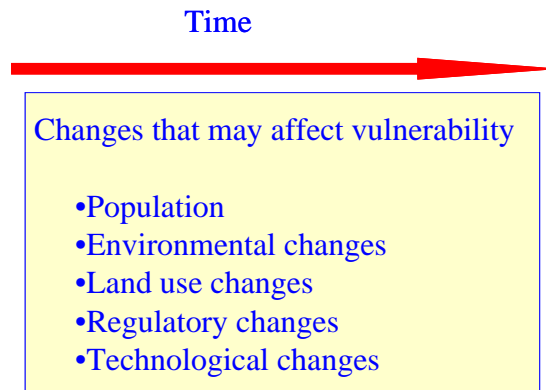 Time
Changes that may affect vulnerability
•Population
•Environmental changes
•Land use changes
•Regulatory changes
•Technological changes